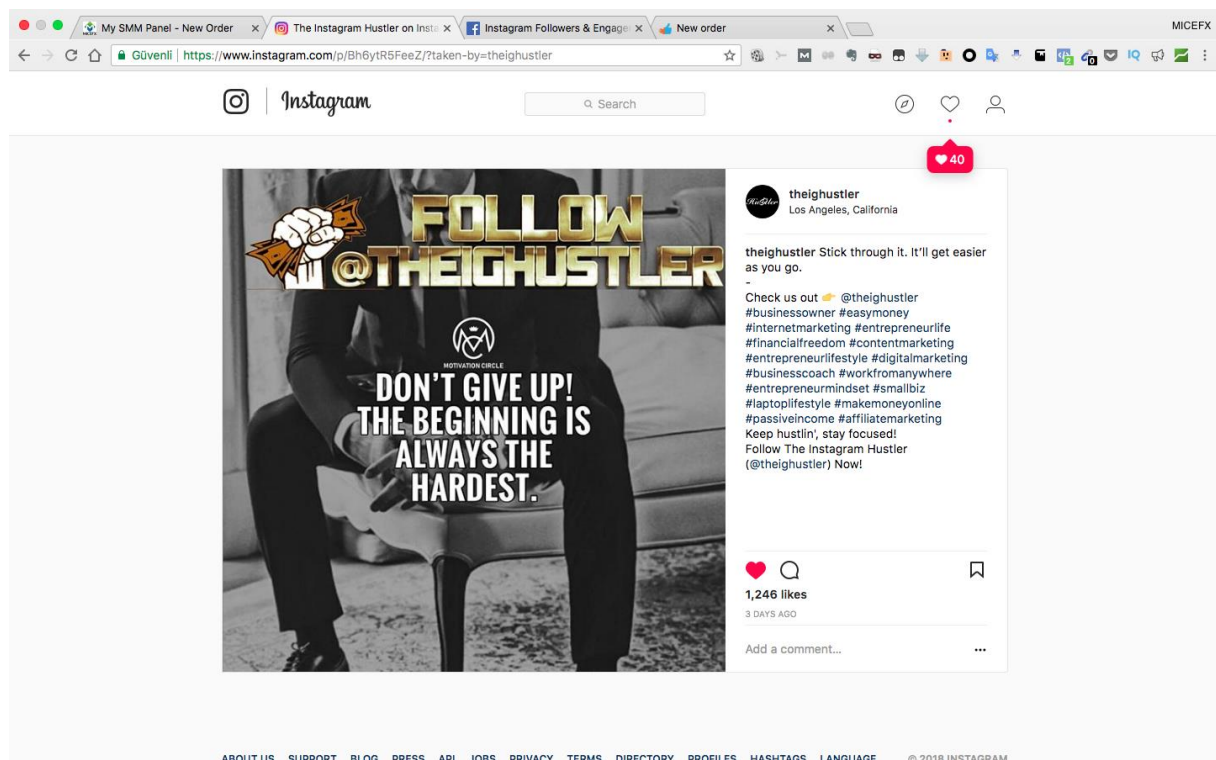 My SMM Panel - New Order
The Instagram Hustler on Insta
Instagram Followers & Engage
New order
MICEFX
Güvenli
https://www.instagram.com/p/Bh6ytR5FeeZ/?taken-by=theighustler
Instagram
Search
40
FOLLOW
@THEIGHUSTLER
MOTIVATION CIRCLE
DON'T GIVE UP!
THE BEGINNING IS
ALWAYS THE
HARDEST.
Hustler
theighustler
Los Angeles, California
theighustler Stick through it. It'll get easier
as you go.
-
Check us out 👉 @theighustler
#businessowner #easymoney
#internetmarketing #entrepreneurlife
#financialfreedom #contentmarketing
#entrepreneurlifestyle #digitalmarketing
#businesscoach #workfromanywhere
#entrepreneurmindset #smallbiz
#laptoplifestyle #makemoneyonline
#passiveincome #affiliatemarketing
Keep hustlin', stay focused!
Follow The Instagram Hustler
(@theighustler) Now!
1,246 likes
3 DAYS AGO
Add a comment...
ABOUT US SUPPORT BLOG PRESS API JOBS PRIVACY TERMS DIRECTORY PROFILES HASHTAGS LANGUAGE © 2018 INSTAGRAM